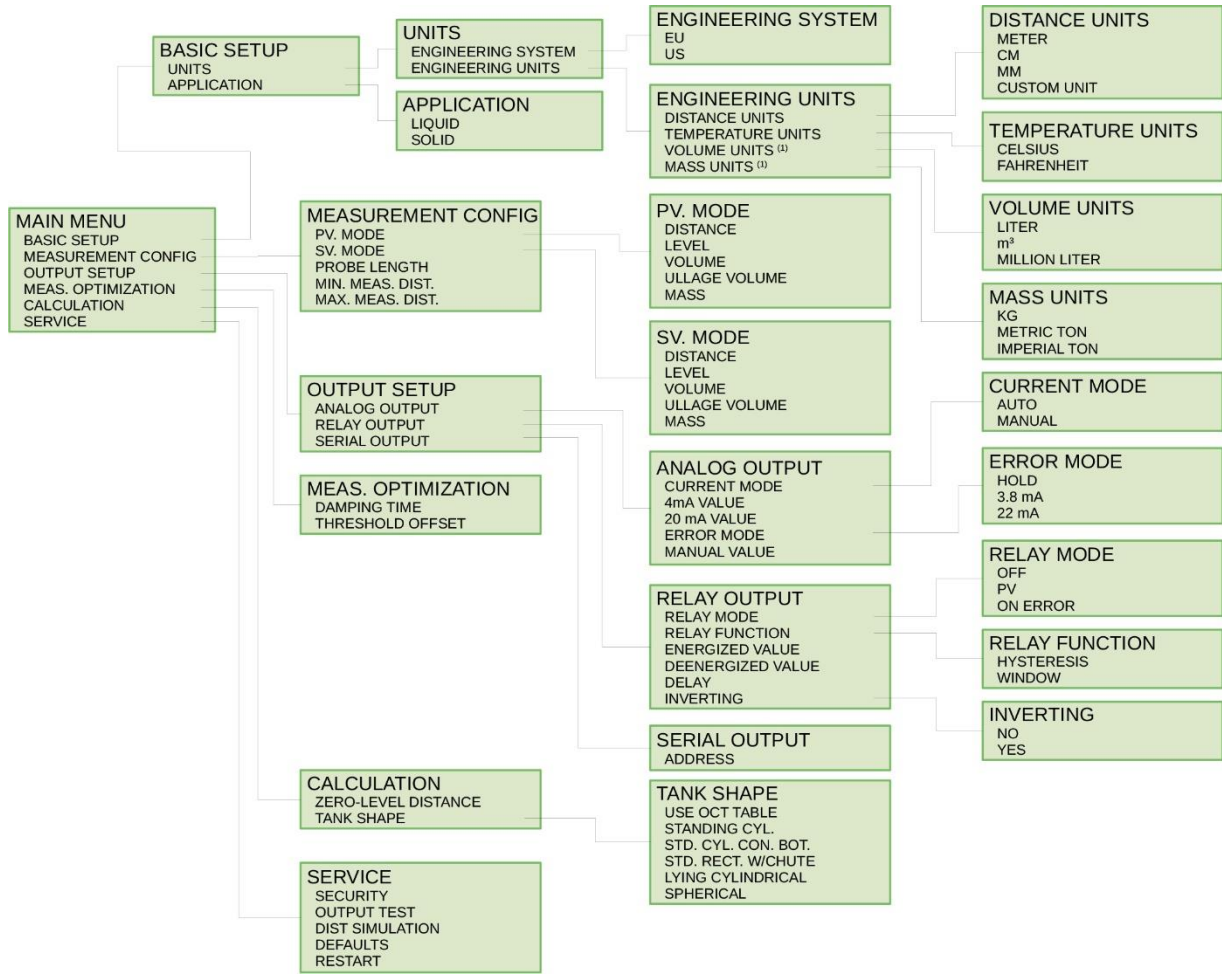 MAIN MENU
BASIC SETUP
MEASUREMENT CONFIG
OUTPUT SETUP
MEAS. OPTIMIZATION
CALCULATION
SERVICE
BASIC SETUP
UNITS
APPLICATION
UNITS
ENGINEERING SYSTEM
ENGINEERING UNITS
APPLICATION
LIQUID
SOLID
ENGINEERING SYSTEM
EU
US
ENGINEERING UNITS
DISTANCE UNITS
TEMPERATURE UNITS
VOLUME UNITS (1)
MASS UNITS (1)
DISTANCE UNITS
METER
CM
MM
CUSTOM UNIT
TEMPERATURE UNITS
CELSIUS
FAHRENHEIT
VOLUME UNITS
LITER
m³
MILLION LITER
MASS UNITS
KG
METRIC TON
IMPERIAL TON
MEASUREMENT CONFIG
PV. MODE
SV. MODE
PROBE LENGTH
MIN. MEAS. DIST.
MAX. MEAS. DIST.
PV. MODE
DISTANCE
LEVEL
VOLUME
ULLAGE VOLUME
MASS
SV. MODE
DISTANCE
LEVEL
VOLUME
ULLAGE VOLUME
MASS
OUTPUT SETUP
ANALOG OUTPUT
RELAY OUTPUT
SERIAL OUTPUT
ANALOG OUTPUT
CURRENT MODE
4mA VALUE
20 mA VALUE
ERROR MODE
MANUAL VALUE
CURRENT MODE
AUTO
MANUAL
ERROR MODE
HOLD
3.8 mA
22 mA
RELAY OUTPUT
RELAY MODE
RELAY FUNCTION
ENERGIZED VALUE
DEENERGIZED VALUE
DELAY
INVERTING
RELAY MODE
OFF
PV
ON ERROR
RELAY FUNCTION
HYSTERESIS
WINDOW
INVERTING
NO
YES
SERIAL OUTPUT
ADDRESS
MEAS. OPTIMIZATION
DAMPING TIME
THRESHOLD OFFSET
CALCULATION
ZERO-LEVEL DISTANCE
TANK SHAPE
TANK SHAPE
USE OCT TABLE
STANDING CYL.
STD. CYL. CON. BOT.
STD. RECT. W/CHUTE
LYING CYLINDRICAL
SPHERICAL
SERVICE
SECURITY
OUTPUT TEST
DIST SIMULATION
DEFAULTS
RESTART